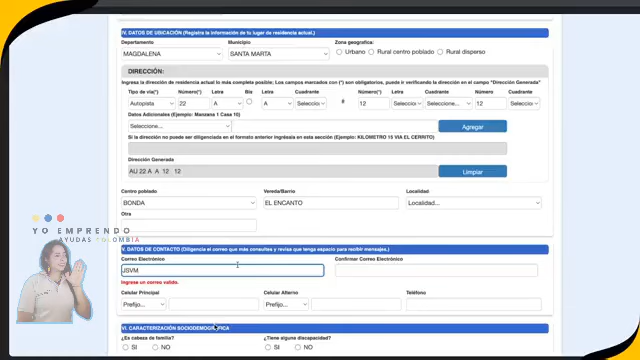 IV. DATOS DE UBICACIÓN (Registra la información de tu lugar de residencia actual.)
Departamento Municipio Zona geografica:
MAGDALENA SANTA MARTA Urbano Rural centro poblado Rural disperso
DIRECCIÓN:
Ingresa la dirección de residencia actual lo más completa posible; Los campos marcados con (*) son obligatorios, puede ir verificando la dirección en el campo "Dirección Generada"
Tipo de vía(*) Número(*) Letra Bis Letra Cuadrante Número(*) Letra Cuadrante Número Cuadrante
Autopista 22 A A Seleccio # 12 Selecció Seleccione... 12 Seleccio
Datos Adicionales (Ejemplo: Manzana 1 Casa 10)
Seleccione... Agregar
Si la dirección no puede ser diligenciada en el formato anterior ingrésala en esta sección (Ejemplo: KILOMETRO 15 VIA EL CERRITO)
Dirección Generada
AU 22 A A 12 12 Limpiar
Centro poblado Vereda/Barrio Localidad
BONDA EL ENCANTO Localidad...
Otra
YO EMPRENDO
AYUDAS COLOMBIA
V. DATOS DE CONTACTO (Diligencia el correo que más consultes y revisa que tenga espacio para recibir mensajes.)
Correo Electrónico Confirmar Correo Electrónico
JSVM
Ingrese un correo valido.
Celular Principal Celular Alterno Teléfono
Prefijo... Prefijo...
VI. CARACTERIZACIÓN SOCIODEMOGRÁFICA
¿Es cabeza de familia? ¿Tiene alguna discapacidad?
SI NO SI NO